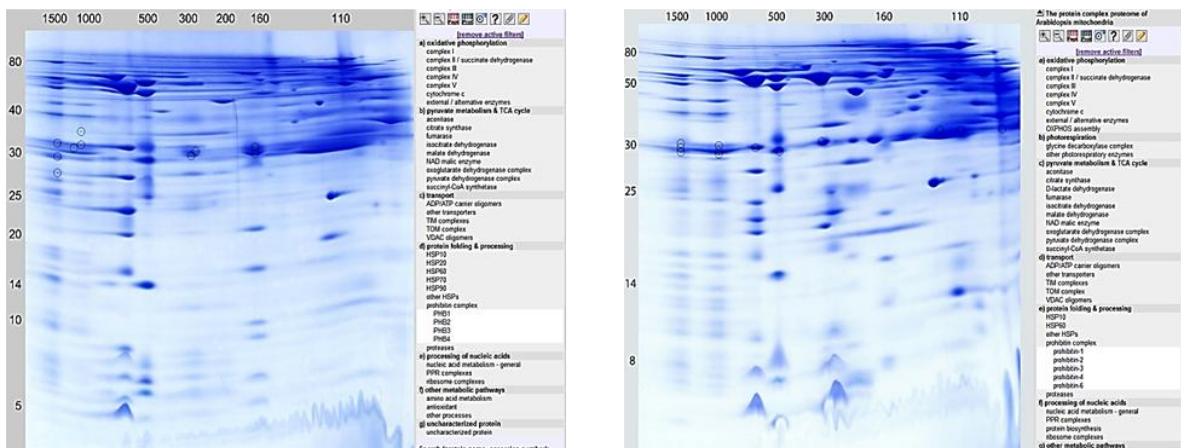 1500 1000 500 300 200 160 110
80
40
30
25
20
14
10
5
[remove active filters]
a) oxidative phosphorylation
complex I
complex II / succinate dehydrogenase
complex III
complex IV
complex V
cytochrome c
external / alternative enzymes
b) pyruvate metabolism & TCA cycle
aconitase
citrate synthase
fumarase
isocitrate dehydrogenase
malate dehydrogenase
NAD malic enzyme
oxoglutarate dehydrogenase complex
pyruvate dehydrogenase complex
succinyl-CoA synthetase
c) transport
ADP/ATP carrier oligomers
other transporters
TIM complexes
TOM complex
VDAC oligomers
d) protein folding & processing
HSP10
HSP20
HSP60
HSP70
HSP90
other HSPs
prohibitin complex
PHB1
PHB2
PHB3
PHB4
proteases
e) processing of nucleic acids
nucleic acid metabolism - general
PPR complexes
ribosome complexes
f) other metabolic pathways
amino acid metabolism
antioxidant
other processes
g) uncharacterized protein
uncharacterized protein
1500 1000 500 300 160 110
80
50
30
25
14
8
The protein complex proteome of
Arabidopsis mitochondria
[remove active filters]
a) oxidative phosphorylation
complex I
complex II / succinate dehydrogenase
complex III
complex IV
complex V
cytochrome c
external / alternative enzymes
OXPHOS assembly
b) photorespiration
glycine decarboxylase complex
other photorespiratory enzymes
c) pyruvate metabolism & TCA cycle
aconitase
citrate synthase
D-lactate dehydrogenase
fumarase
isocitrate dehydrogenase
malate dehydrogenase
NAD malic enzyme
oxoglutarate dehydrogenase complex
pyruvate dehydrogenase complex
succinyl-CoA synthetase
d) transport
ADP/ATP carrier oligomers
other transporters
TIM complexes
TOM complex
VDAC oligomers
e) protein folding & processing
HSP10
HSP60
other HSPs
prohibitin complex
prohibitin-1
prohibitin-2
prohibitin-3
prohibitin-4
prohibitin-6
proteases
f) processing of nucleic acids
nucleic acid metabolism - general
PPR complexes
protein biosynthesis
ribosome complexes
g) other metabolic pathways